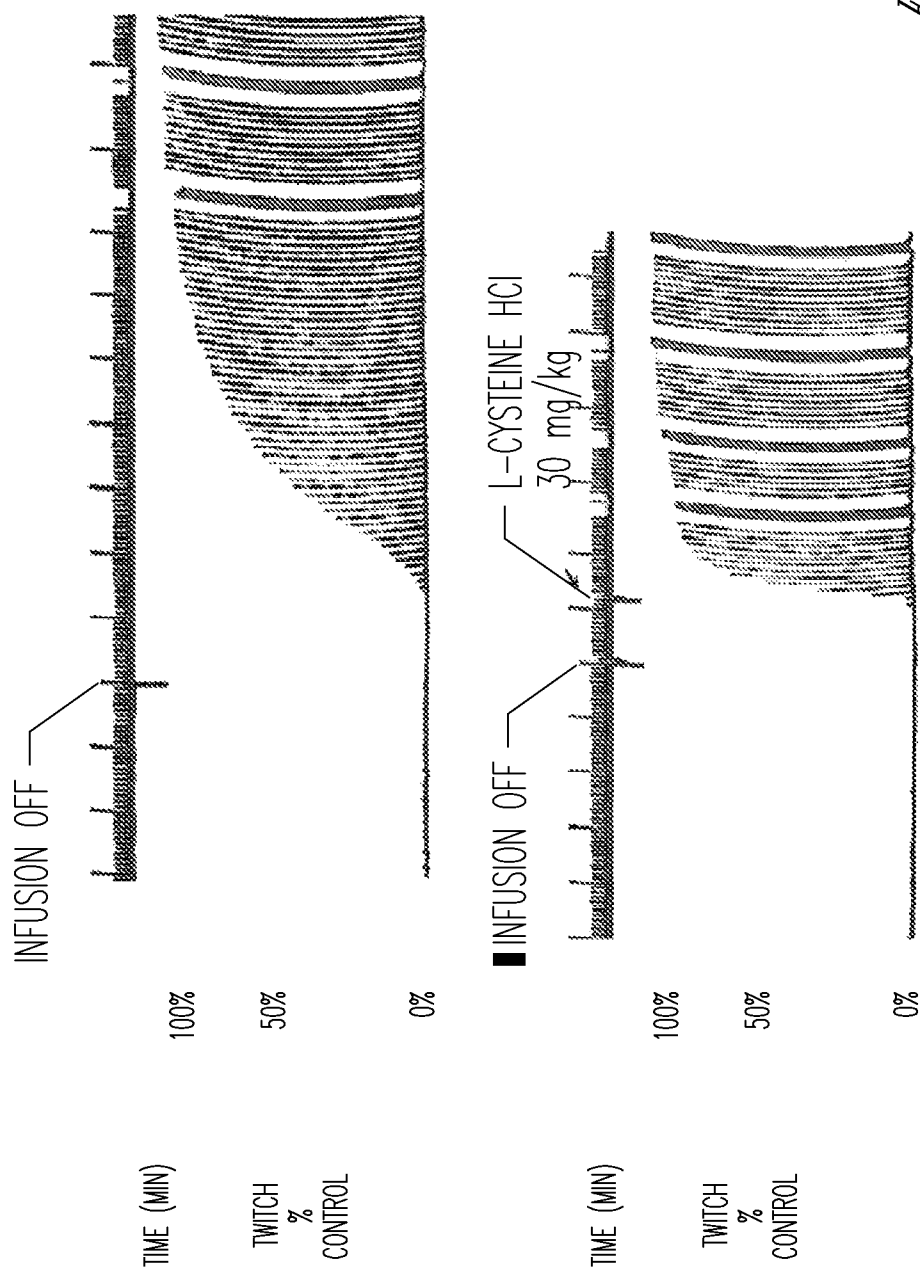 INFUSION OFF
TIME (MIN)
100%
50%
0%
TWITCH
%
CONTROL
INFUSION OFF
L-CYSTEINE HCl
30 mg/kg
TIME (MIN)
100%
50%
0%
TWITCH
%
CONTROL